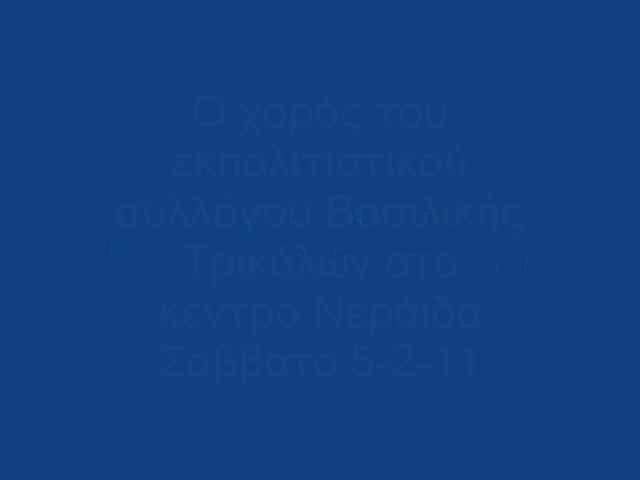 Ο χορός του
εκπολιτιστικού
συλλόγου Βασιλικής
Τρικάλων στο
κεντρο Νεράιδα
Σαββατο 5-2-11